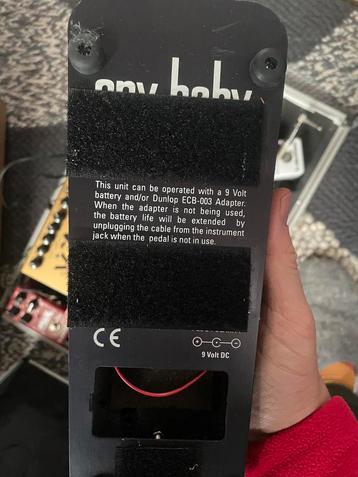 cry baby
This unit can be operated with a 9 Volt
battery and/or Dunlop ECB-003 Adapter.
When the adapter is not being used,
the battery life will be extended by
unplugging the cable from the instrument
jack when the pedal is not in use.
CE
9 Volt DC